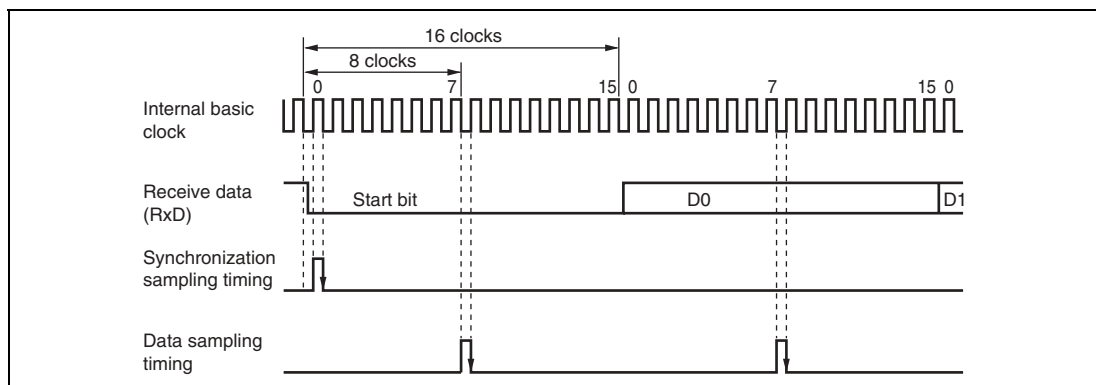 16 clocks
8 clocks
0 7 15 0 7 15 0
Internal basic
clock
Receive data
(RxD)
Start bit D0 D1
Synchronization
sampling timing
Data sampling
timing